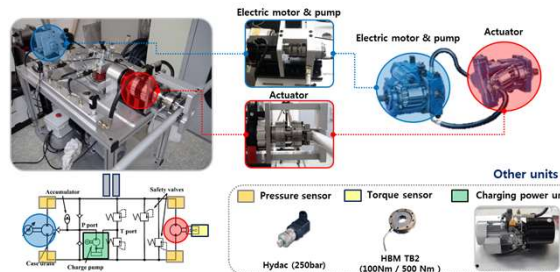 Electric motor & pump
Electric motor & pump
Actuator
Actuator
Other units
Accumulator
Safety valves
P port
T port
Case drain
Charge pump
Pressure sensor
Torque sensor
Charging power un
Hydac (250bar)
HBM TB2
(100Nm / 500 Nm)